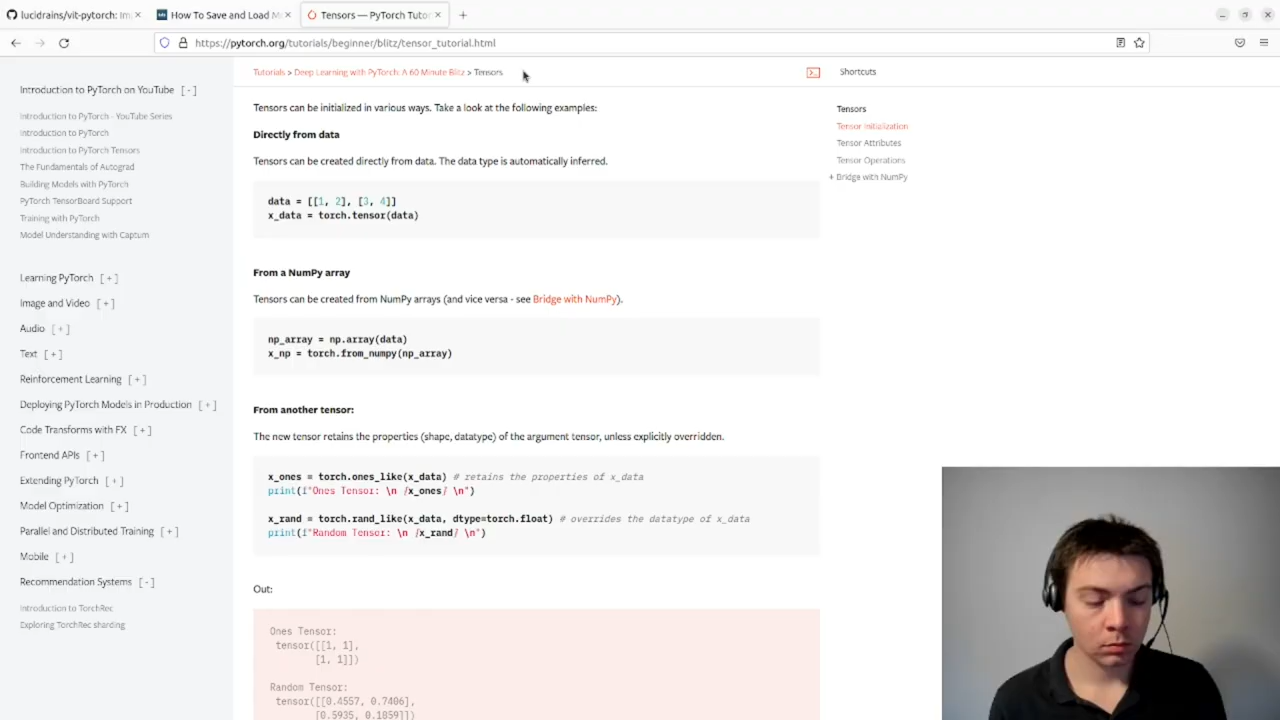 lucidrains/vit-pytorch: Im
How To Save and Load M
Tensors — PyTorch Tutor
https://pytorch.org/tutorials/beginner/blitz/tensor_tutorial.html
Tutorials > Deep Learning with PyTorch: A 60 Minute Blitz > Tensors
Shortcuts
Introduction to PyTorch on YouTube [-]
Introduction to PyTorch - YouTube Series
Introduction to PyTorch
Introduction to PyTorch Tensors
The Fundamentals of Autograd
Building Models with PyTorch
PyTorch TensorBoard Support
Training with PyTorch
Model Understanding with Captum
Learning PyTorch [+]
Image and Video [+]
Audio [+]
Text [+]
Reinforcement Learning [+]
Deploying PyTorch Models in Production [+]
Code Transforms with FX [+]
Frontend APIs [+]
Extending PyTorch [+]
Model Optimization [+]
Parallel and Distributed Training [+]
Mobile [+]
Recommendation Systems [-]
Introduction to TorchRec
Exploring TorchRec sharding
Tensors can be initialized in various ways. Take a look at the following examples:
Directly from data
Tensors can be created directly from data. The data type is automatically inferred.
data = [[1, 2], [3, 4]]
x_data = torch.tensor(data)
From a NumPy array
Tensors can be created from NumPy arrays (and vice versa - see Bridge with NumPy).
np_array = np.array(data)
x_np = torch.from_numpy(np_array)
From another tensor:
The new tensor retains the properties (shape, datatype) of the argument tensor, unless explicitly overridden.
x_ones = torch.ones_like(x_data) # retains the properties of x_data
print(f"Ones Tensor: \n {x_ones} \n")
x_rand = torch.rand_like(x_data, dtype=torch.float) # overrides the datatype of x_data
print(f"Random Tensor: \n {x_rand} \n")
Out:
Ones Tensor:
tensor([[1, 1],
[1, 1]])
Random Tensor:
tensor([[0.4557, 0.7406],
[0.5935, 0.1859]])
Tensors
Tensor Initialization
Tensor Attributes
Tensor Operations
+ Bridge with NumPy